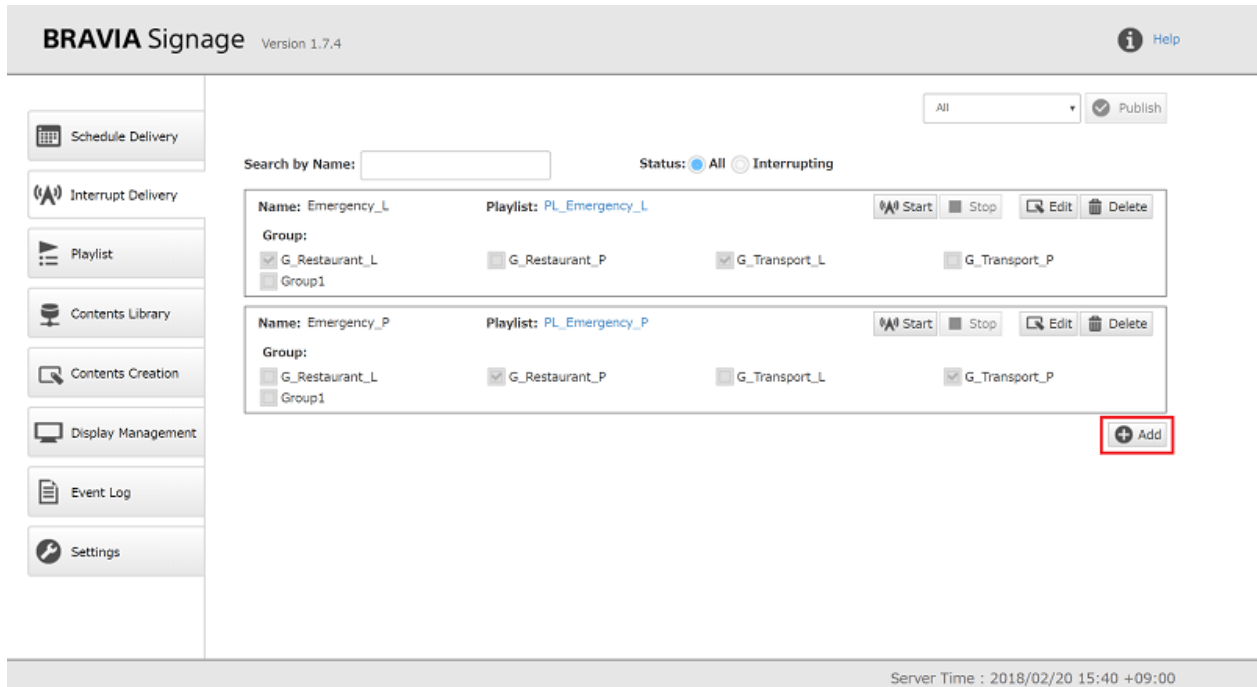 BRAVIA Signage Version 1.7.4
Help
All
Publish
Schedule Delivery
Interrupt Delivery
Playlist
Contents Library
Contents Creation
Display Management
Event Log
Settings
Search by Name:
Status: All Interrupting
Name: Emergency_L Playlist: PL_Emergency_L Start Stop Edit Delete
Group:
G_Restaurant_L G_Restaurant_P G_Transport_L G_Transport_P
Group1
Name: Emergency_P Playlist: PL_Emergency_P Start Stop Edit Delete
Group:
G_Restaurant_L G_Restaurant_P G_Transport_L G_Transport_P
Group1
Add
Server Time : 2018/02/20 15:40 +09:00